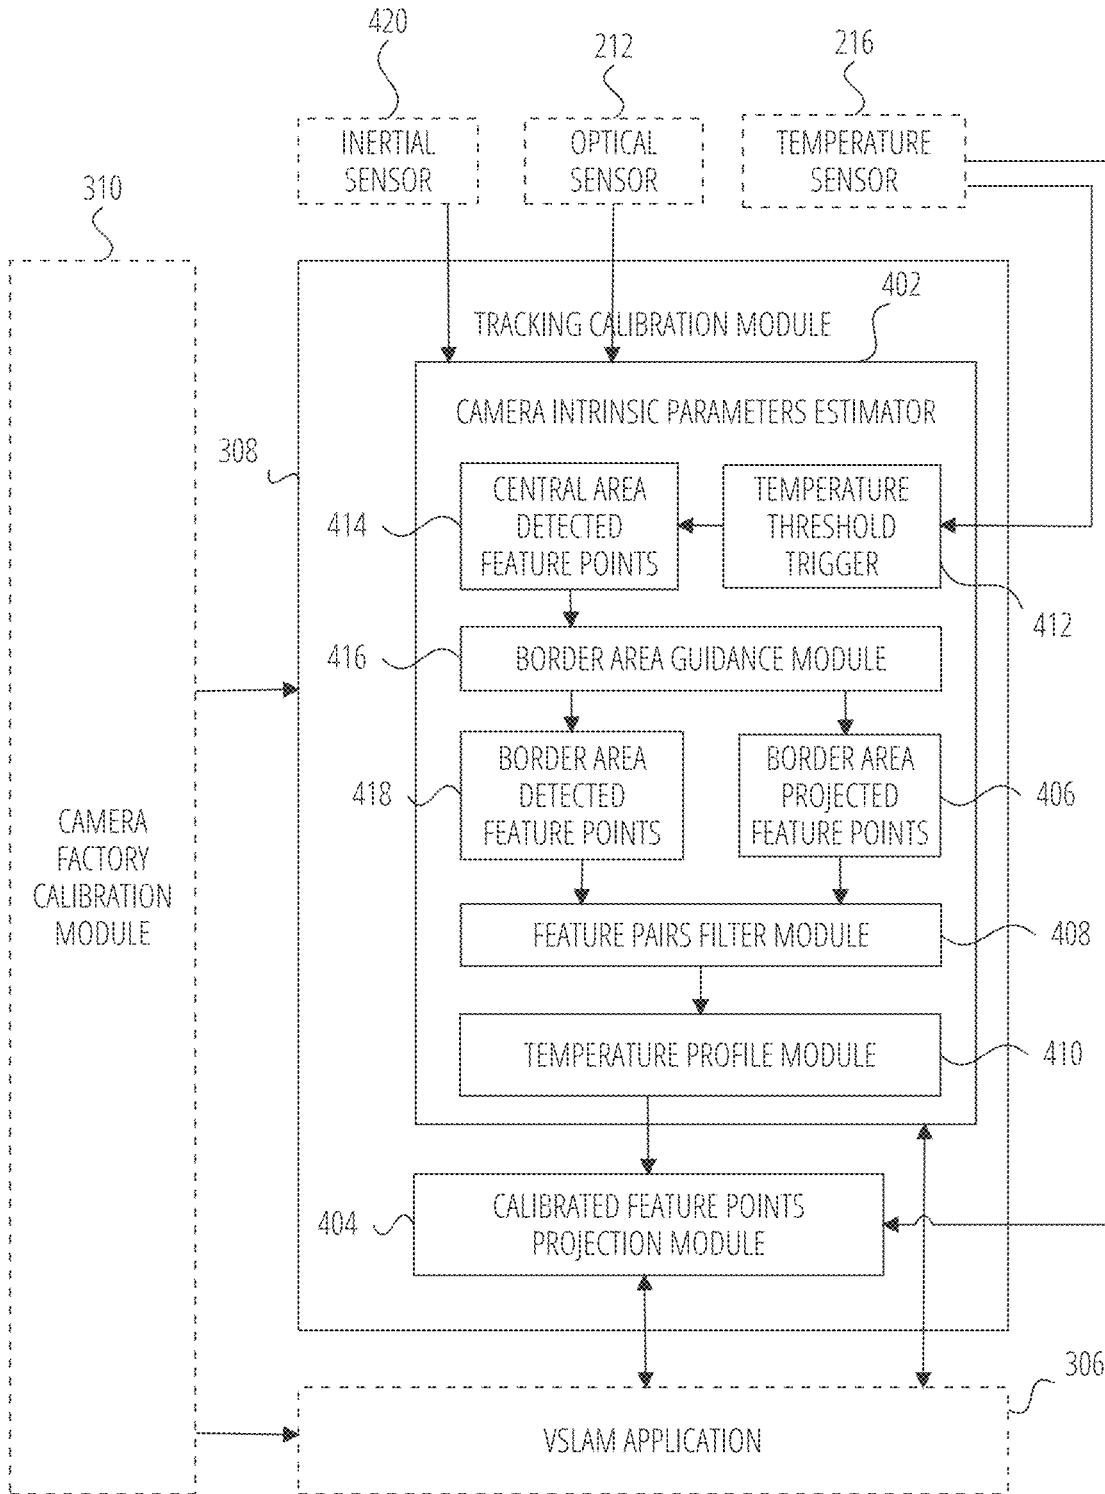 420
212
216
INERTIAL
SENSOR
OPTICAL
SENSOR
TEMPERATURE
SENSOR
310
402
TRACKING CALIBRATION MODULE
CAMERA INTRINSIC PARAMETERS ESTIMATOR
308
CENTRAL AREA
DETECTED
FEATURE POINTS
TEMPERATURE
THRESHOLD
TRIGGER
414
412
416
BORDER AREA GUIDANCE MODULE
BORDER AREA
DETECTED
FEATURE POINTS
BORDER AREA
PROJECTED
FEATURE POINTS
418
406
CAMERA
FACTORY
CALIBRATION
MODULE
FEATURE PAIRS FILTER MODULE
408
TEMPERATURE PROFILE MODULE
410
404
CALIBRATED FEATURE POINTS
PROJECTION MODULE
306
VSLAM APPLICATION